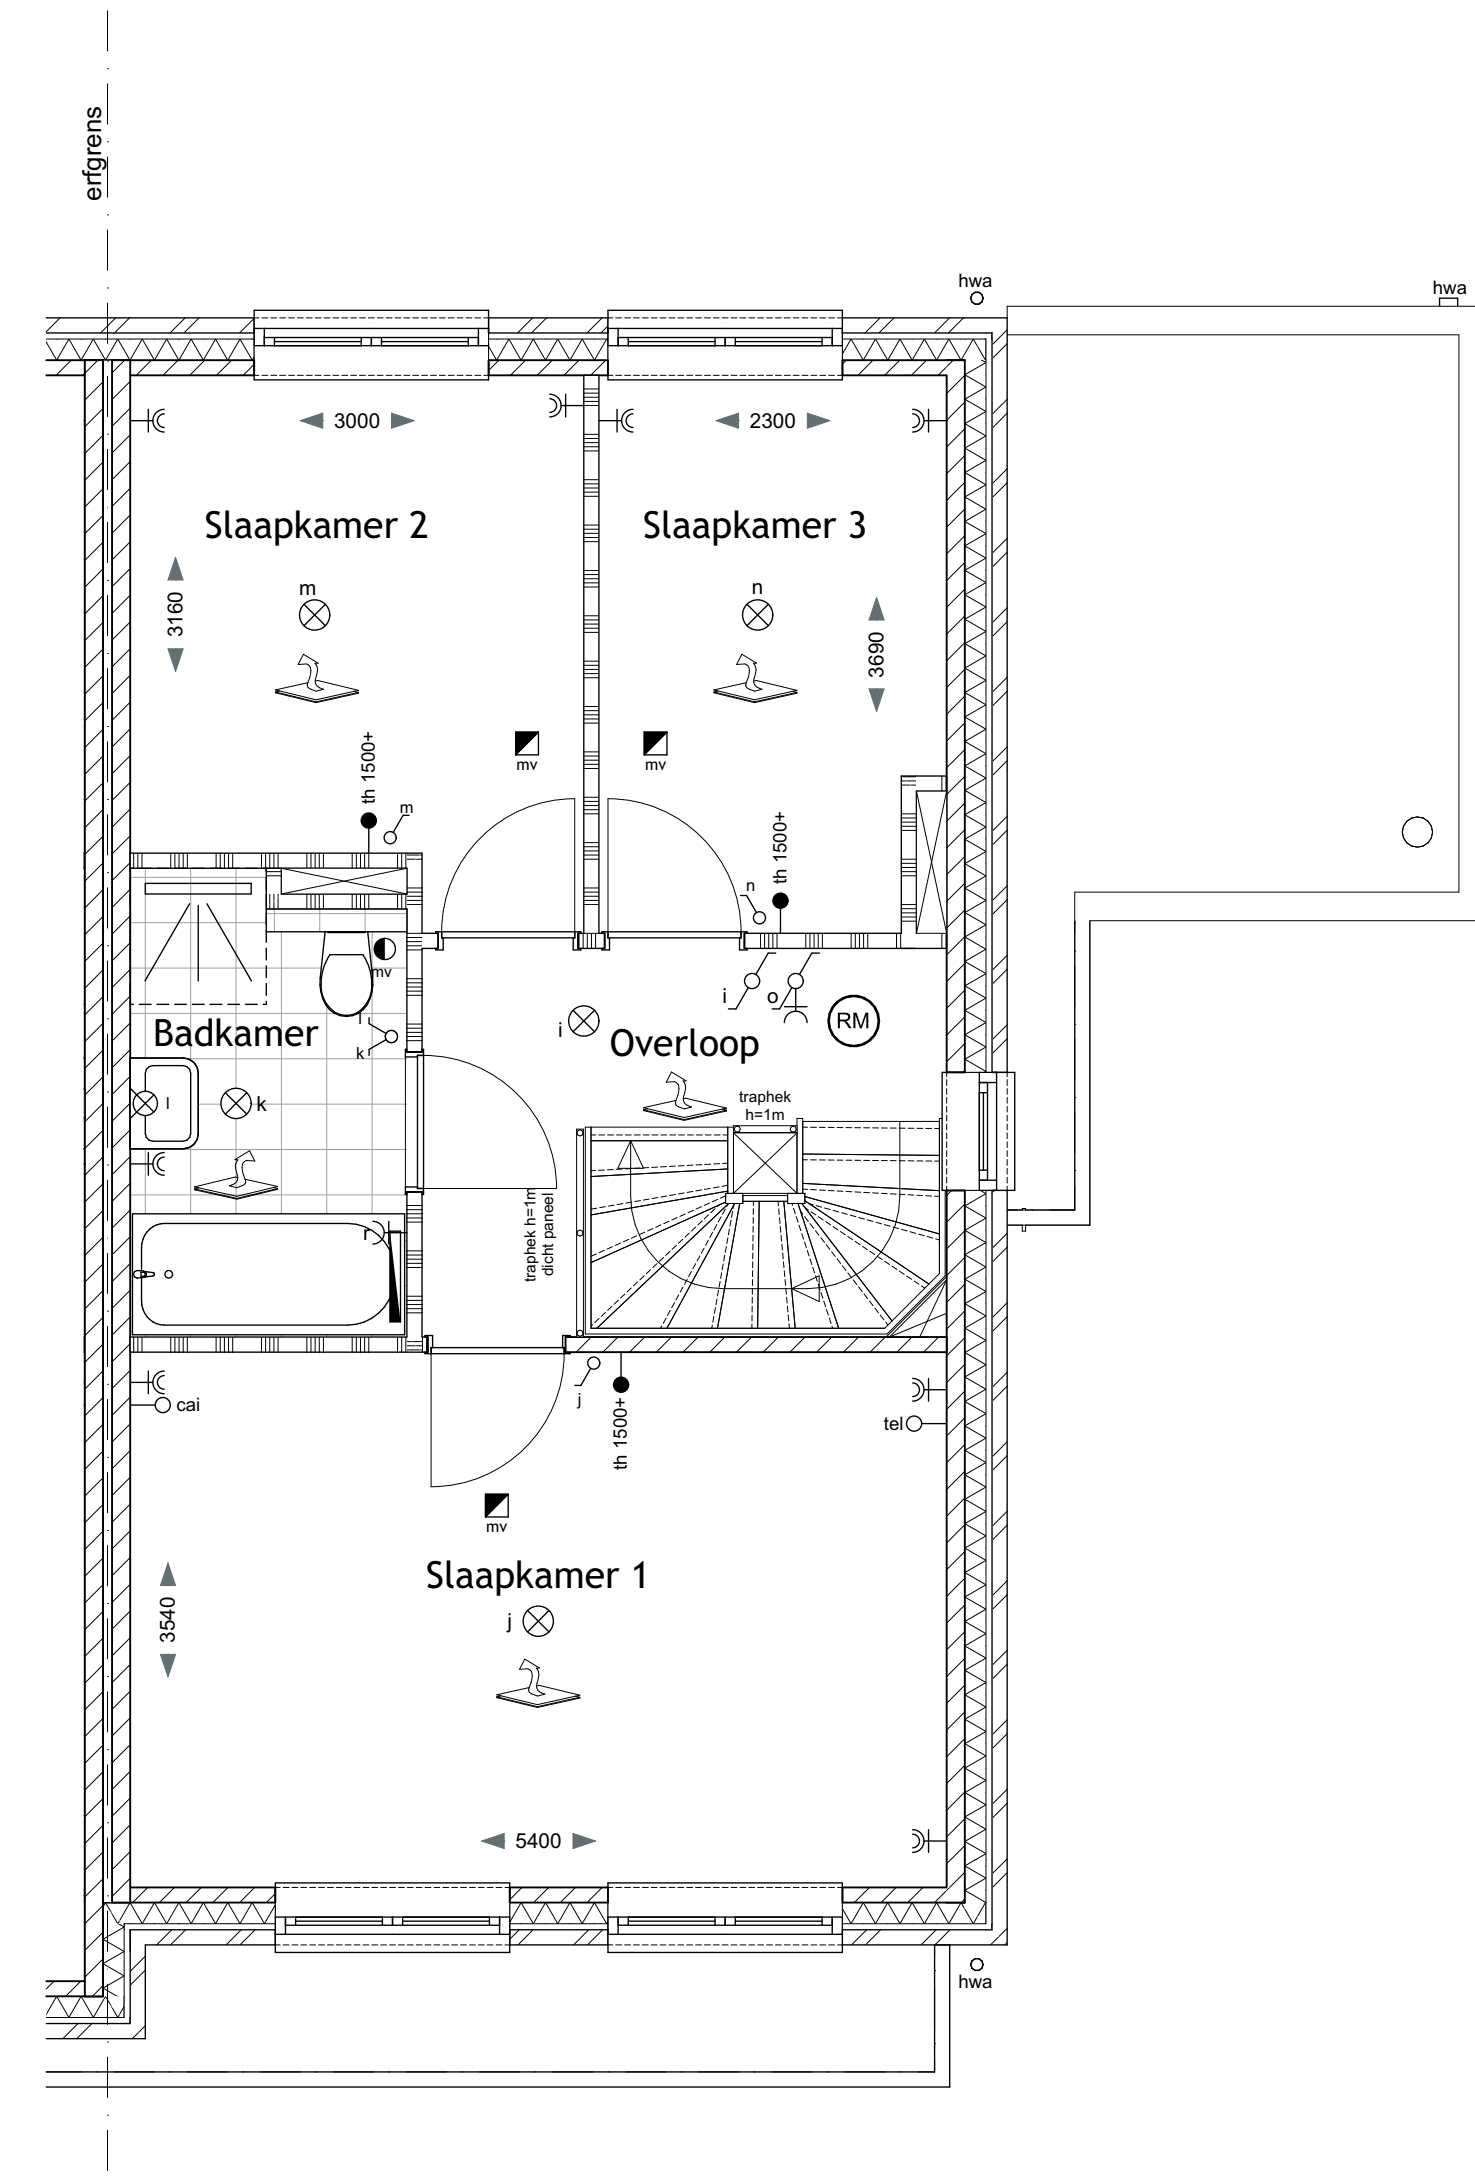 erfgrens
hwa
hwa
3000
2300
Slaapkamer 2
Slaapkamer 3
m
n
3160
3690
mv
mv
th 1500+
m
th 1500+
n
mv
i
o
RM
Badkamer
l
k
i
Overloop
l
k
traphek
h=1m
traphek h=1m
dicht paneel
r
j
th 1500+
cai
tel
mv
Slaapkamer 1
j
3540
5400
hwa